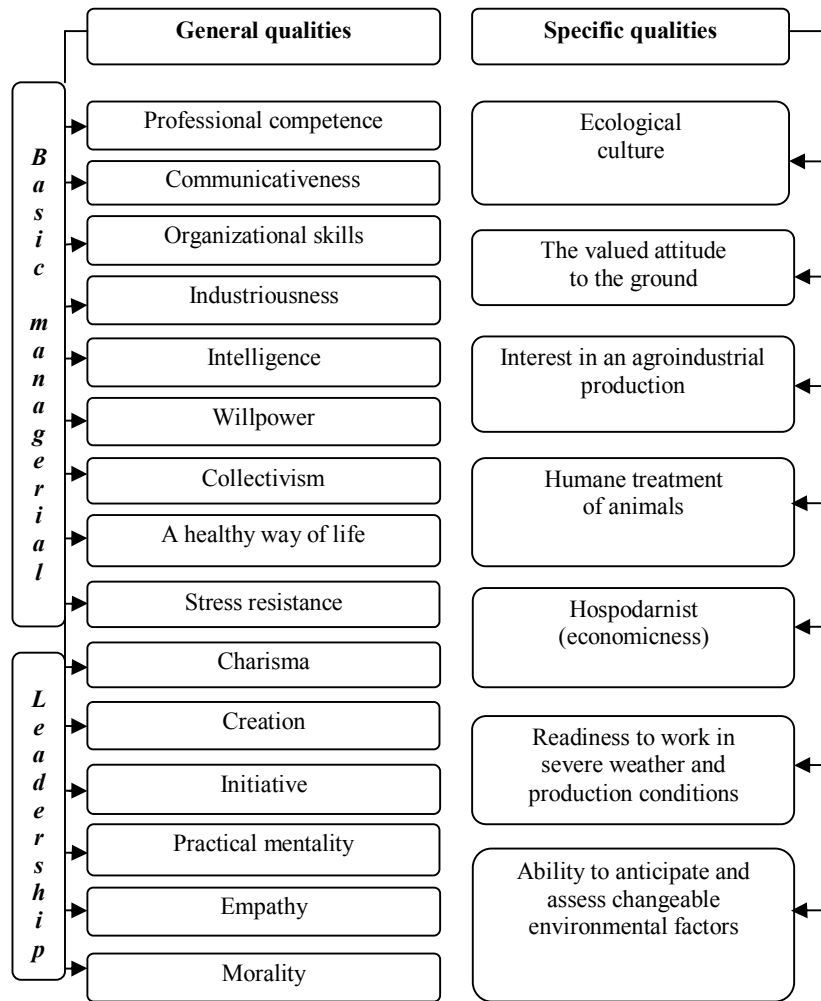 General qualities
Specific qualities
Basic managerial
Leadership
Professional competence
Communicativeness
Organizational skills
Industriousness
Intelligence
Willpower
Collectivism
A healthy way of life
Stress resistance
Charisma
Creation
Initiative
Practical mentality
Empathy
Morality
Ecological
culture
The valued attitude
to the ground
Interest in an agroindustrial
production
Humane treatment
of animals
Hospodarnist
(economicness)
Readiness to work in
severe weather and
production conditions
Ability to anticipate and
assess changeable
environmental factors